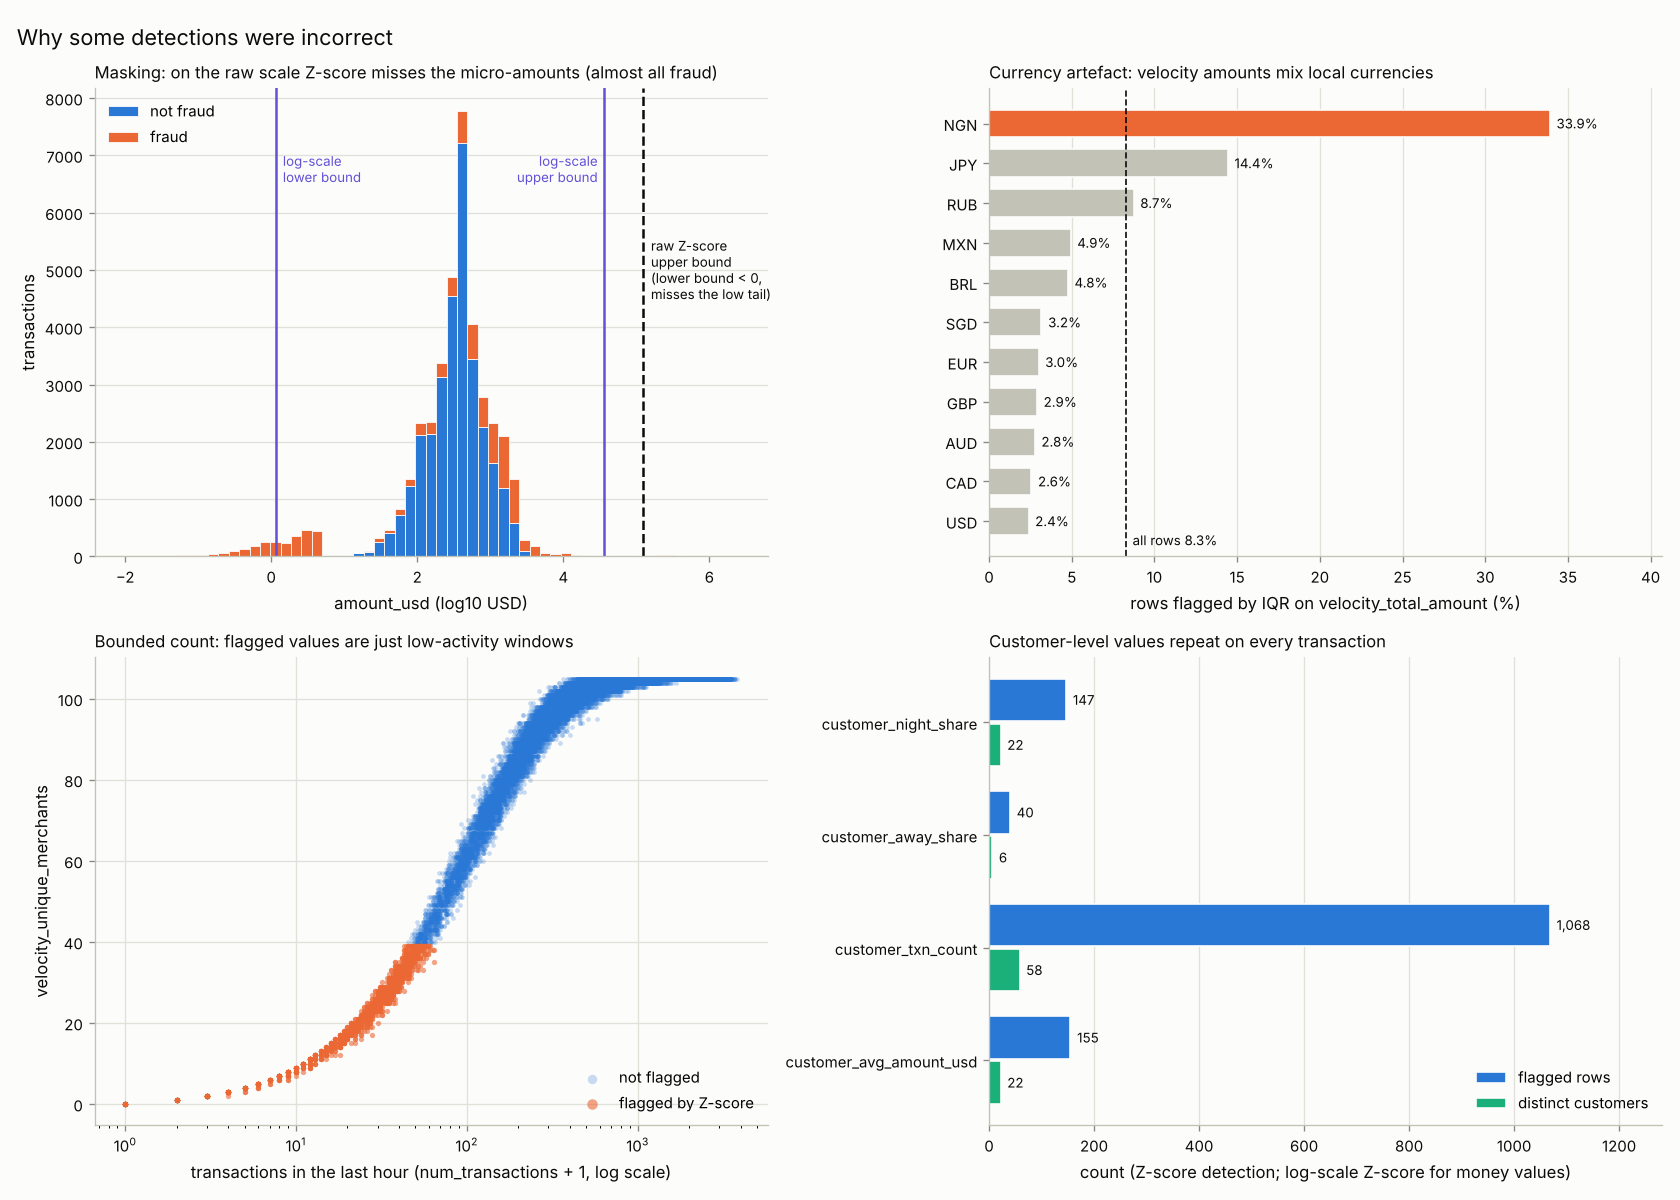 Why some detections were incorrect
Masking: on the raw scale Z-score misses the micro-amounts (almost all fraud)
not fraud
fraud
log-scale
lower bound
log-scale
upper bound
raw Z-score
upper bound
(lower bound < 0,
misses the low tail)
transactions
8000
7000
6000
5000
4000
3000
2000
1000
0
−2
0
2
4
6
amount_usd (log10 USD)
Currency artefact: velocity amounts mix local currencies
NGN
33.9%
JPY
14.4%
RUB
8.7%
MXN
4.9%
BRL
4.8%
SGD
3.2%
EUR
3.0%
GBP
2.9%
AUD
2.8%
CAD
2.6%
USD
2.4%
all rows 8.3%
0
5
10
15
20
25
30
35
40
rows flagged by IQR on velocity_total_amount (%)
Bounded count: flagged values are just low-activity windows
velocity_unique_merchants
100
80
60
40
20
0
not flagged
flagged by Z-score
10⁰
10¹
10²
10³
transactions in the last hour (num_transactions + 1, log scale)
Customer-level values repeat on every transaction
customer_night_share
147
22
customer_away_share
40
6
customer_txn_count
1,068
58
customer_avg_amount_usd
155
22
flagged rows
distinct customers
0
200
400
600
800
1000
1200
count (Z-score detection; log-scale Z-score for money values)